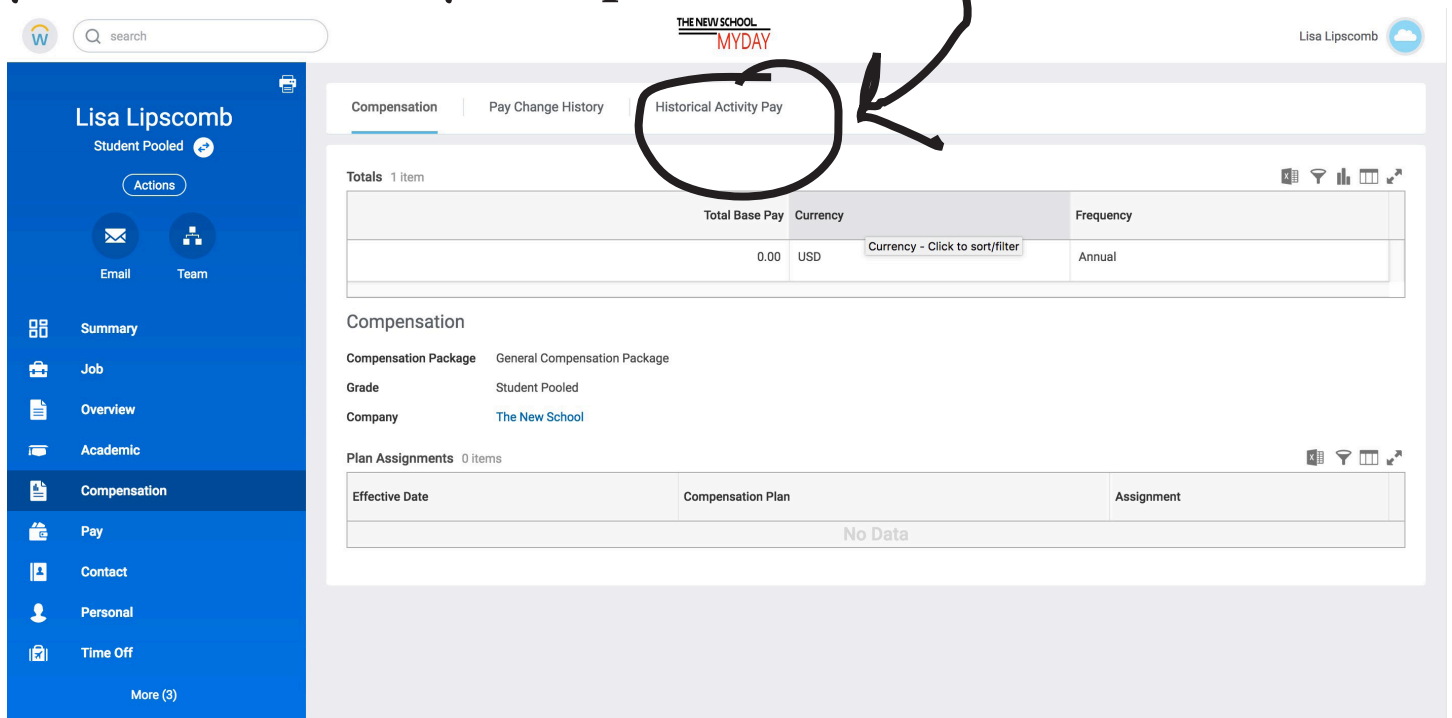 search
THE NEW SCHOOL
MYDAY
Lisa Lipscomb
Lisa Lipscomb
Student Pooled
Actions
Email Team
Summary
Job
Overview
Academic
Compensation
Pay
Contact
Personal
Time Off
More (3)
Compensation Pay Change History Historical Activity Pay
Totals 1 item
Total Base Pay Currency Frequency
Currency - Click to sort/filter
0.00 USD Annual
Compensation
Compensation Package General Compensation Package
Grade Student Pooled
Company The New School
Plan Assignments 0 items
Effective Date Compensation Plan Assignment
No Data